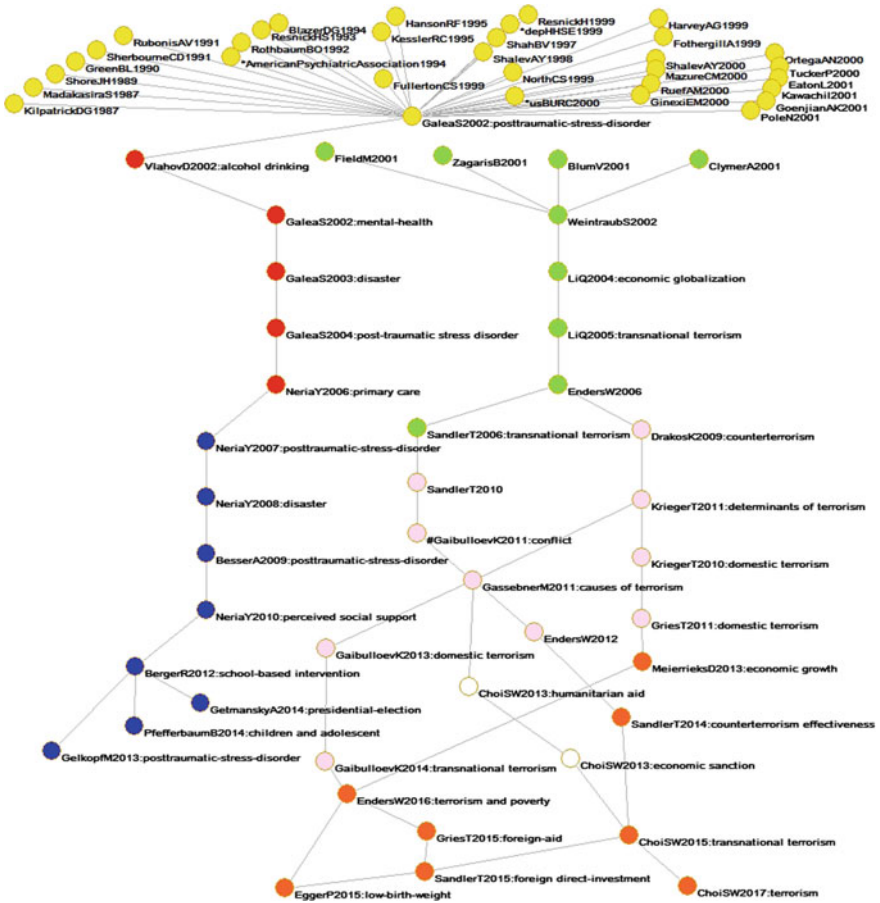 HansonRF1995
ResnickH1999
BlazerDG1994
*depHHSE1999
HarveyAG1999
RubonisAV1991
ResnickHS1993
KesslerRC1995
ShahBV1997
FothergillA1999
SherbourneCD1991
RothbaumBO1992
ShalevAY1998
OrtegaAN2000
GreenBL1990
*AmericanPsychiatricAssociation1994
ShalevAY2000
TuckerP2000
ShoreJH1989
FullertonCS1999
NorthCS1999
MazureCM2000
EatonL2001
MadakasiraS1987
RuefAM2000
KawachiI2001
KilpatrickDG1987
*usBURC2000
GinexiEM2000
GoenjianAK2001
GaleaS2002:posttraumatic-stress-disorder
PoleN2001
VlahovD2002:alcohol drinking
FieldM2001
ZagarisB2001
BlumV2001
ClymerA2001
GaleaS2002:mental-health
WeintraubS2002
GaleaS2003:disaster
LiQ2004:economic globalization
GaleaS2004:post-traumatic stress disorder
LiQ2005:transnational terrorism
NeriaY2006:primary care
EndersW2006
SandlerT2006:transnational terrorism
DrakosK2009:counterterrorism
NeriaY2007:posttraumatic-stress-disorder
SandlerT2010
NeriaY2008:disaster
KriegerT2011:determinants of terrorism
#GaibulloevK2011:conflict
BesserA2009:posttraumatic-stress-disorder
KriegerT2010:domestic terrorism
GassebnerM2011:causes of terrorism
NeriaY2010:perceived social support
GriesT2011:domestic terrorism
EndersW2012
GaibulloevK2013:domestic terrorism
BergerR2012:school-based intervention
MeierrieksD2013:economic growth
ChoiSW2013:humanitarian aid
GetmanskyA2014:presidential-election
SandlerT2014:counterterrorism effectiveness
PfefferbaumB2014:children and adolescent
GelkopfM2013:posttraumatic-stress-disorder
GaibulloevK2014:transnational terrorism
ChoiSW2013:economic sanction
EndersW2016:terrorism and poverty
GriesT2015:foreign-aid
ChoiSW2015:transnational terrorism
SandlerT2015:foreign direct-investment
EggerP2015:low-birth-weight
ChoiSW2017:terrorism